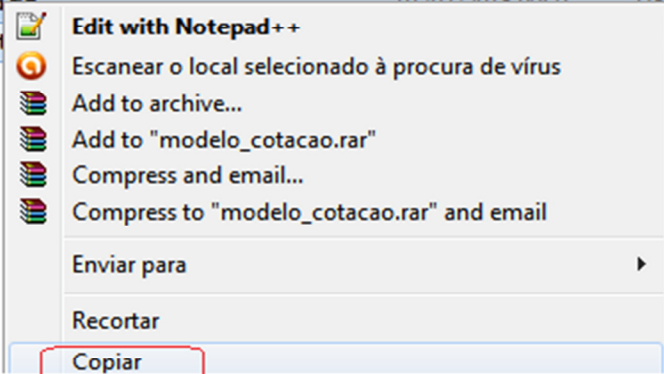 Edit with Notepad++
Escanear o local selecionado à procura de vírus
Add to archive...
Add to "modelo_cotacao.rar"
Compress and email...
Compress to "modelo_cotacao.rar" and email
Enviar para
Recortar
Copiar